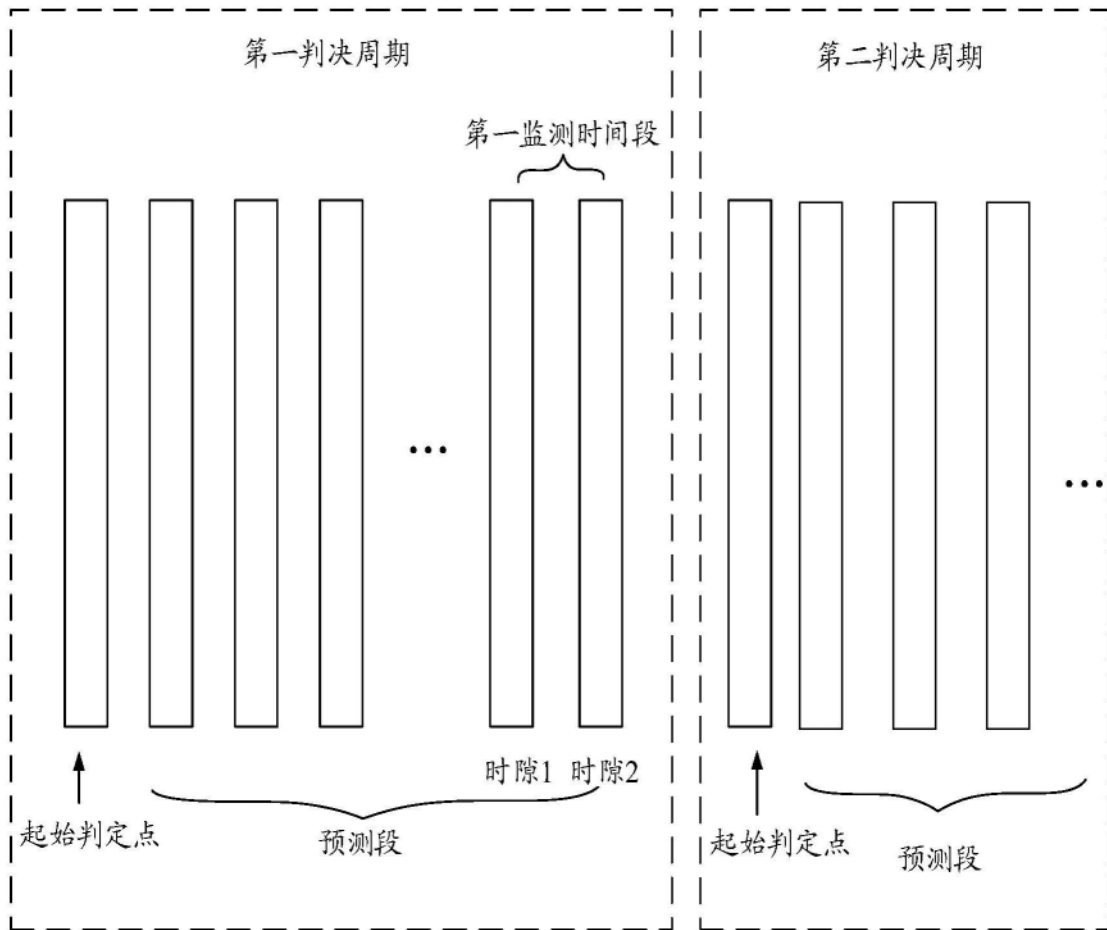 第一判决周期
第一监测时间段
...
时隙1 时隙2
起始判定点
预测段
第二判决周期
...
起始判定点
预测段